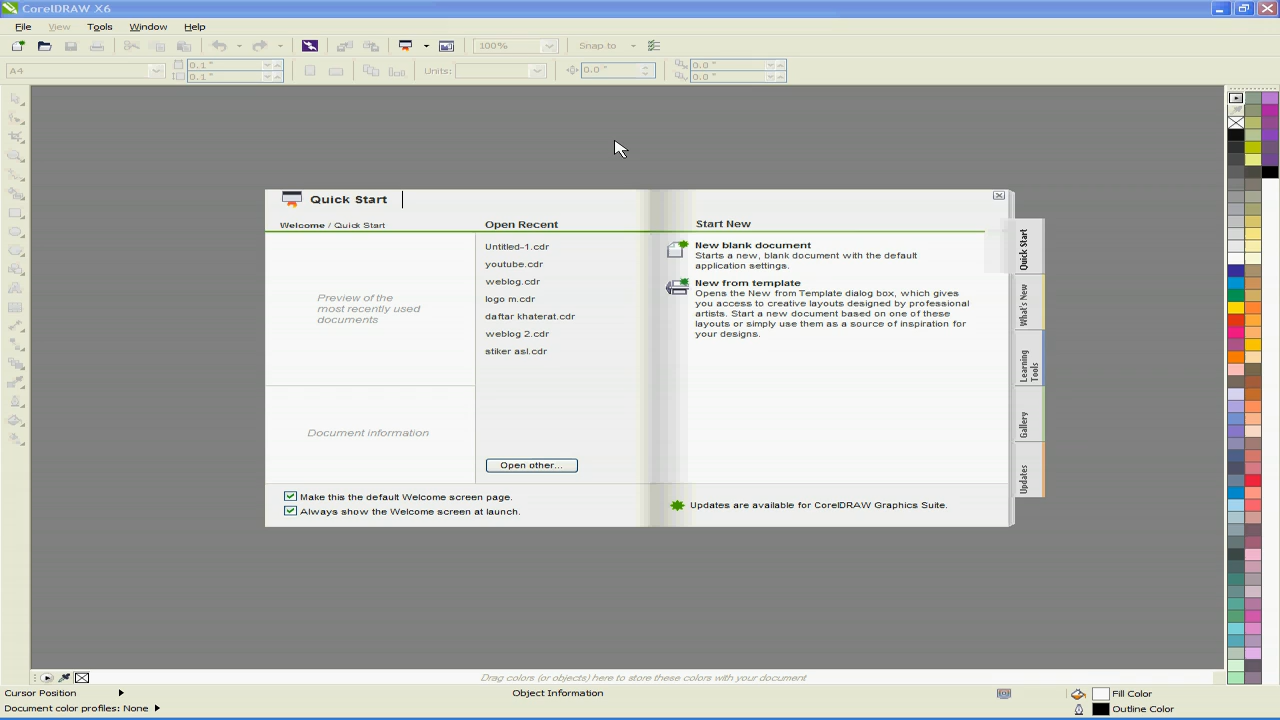 CorelDRAW X6
File View Tools Window Help
100% Snap to
A4 0.1 " 0.1 " Units: 0.0 " 0.0 " 0.0 "
Quick Start
Welcome / Quick Start
Open Recent
Untitled-1.cdr
youtube.cdr
weblog.cdr
logo m.cdr
daftar khaterat.cdr
weblog 2.cdr
stiker asl.cdr
Open other...
Preview of the
most recently used
documents
Document information
Start New
New blank document
Starts a new, blank document with the default
application settings.
New from template
Opens the New from Template dialog box, which gives
you access to creative layouts designed by professional
artists. Start a new document based on one of these
layouts or simply use them as a source of inspiration for
your designs.
Quick Start
What's New
Learning
Tools
Gallery
Updates
Make this the default Welcome screen page.
Always show the Welcome screen at launch.
Updates are available for CorelDRAW Graphics Suite.
Drag colors (or objects) here to store these colors with your document
Cursor Position Object Information Fill Color
Document color profiles: None Outline Color